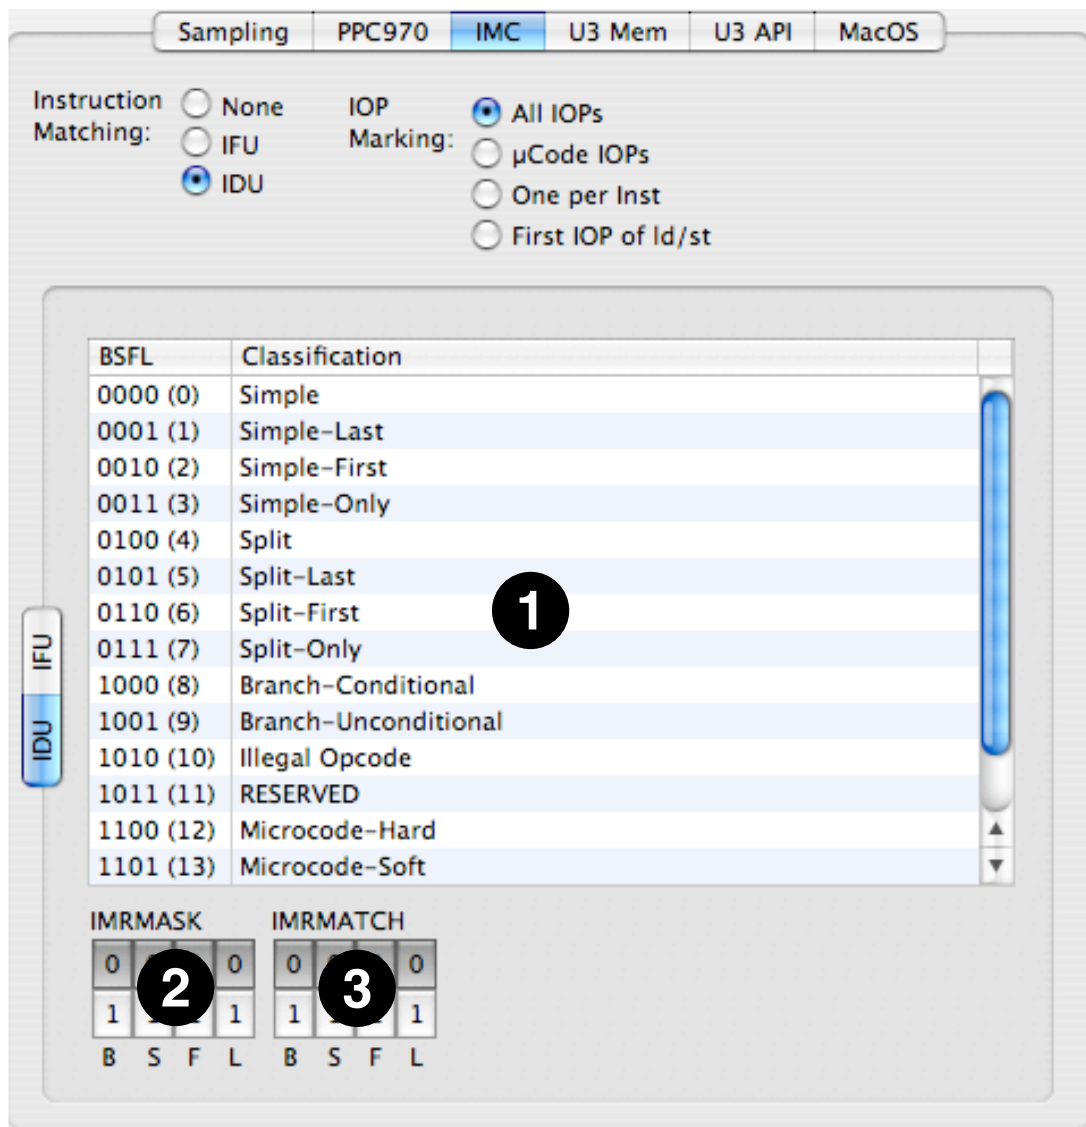 Sampling PPC970 IMC U3 Mem U3 API MacOS
Instruction Matching:
None
IFU
IDU
IOP Marking:
All IOPs
µCode IOPs
One per Inst
First IOP of ld/st
IFU
IDU
BSFL Classification
0000 (0) Simple
0001 (1) Simple-Last
0010 (2) Simple-First
0011 (3) Simple-Only
0100 (4) Split
0101 (5) Split-Last
0110 (6) Split-First
0111 (7) Split-Only
1000 (8) Branch-Conditional
1001 (9) Branch-Unconditional
1010 (10) Illegal Opcode
1011 (11) RESERVED
1100 (12) Microcode-Hard
1101 (13) Microcode-Soft
1
IMRMASK IMRMATCH
0 0 0 0
2 3
1 1 1 1
B S F L B S F L